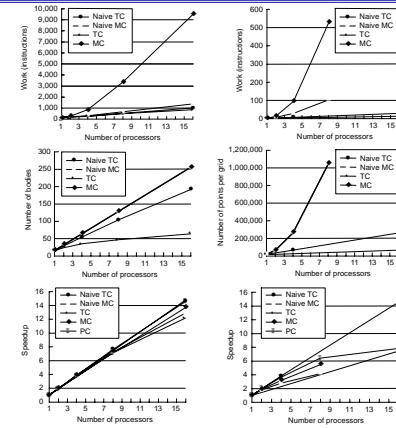 10,000
9,000
8,000
7,000
6,000
5,000
4,000
3,000
2,000
1,000
0
Work (instructions)
Naive TC
Naive MC
TC
MC
1 3 5 7 9 11 13 15
Number of processors
600
500
400
300
200
100
0
Work (instructions)
Naive TC
Naive MC
TC
MC
1 3 5 7 9 11 13 15
Number of processors
300
250
200
150
100
50
0
Number of bodies
Naive TC
Naive MC
TC
MC
1 3 5 7 9 11 13 15
Number of processors
1,200,000
1,000,000
800,000
600,000
400,000
200,000
0
Number of points per grid
Naive TC
Naive MC
TC
MC
1 3 5 7 9 11 13 15
Number of processors
16
14
12
10
8
6
4
2
0
Speedup
Naive TC
Naive MC
TC
MC
PC
1 3 5 7 9 11 13 15
Number of processors
16
14
12
10
8
6
4
2
0
Speedup
Naive TC
Naive MC
TC
MC
PC
1 3 5 7 9 11 13 15
Number of processors